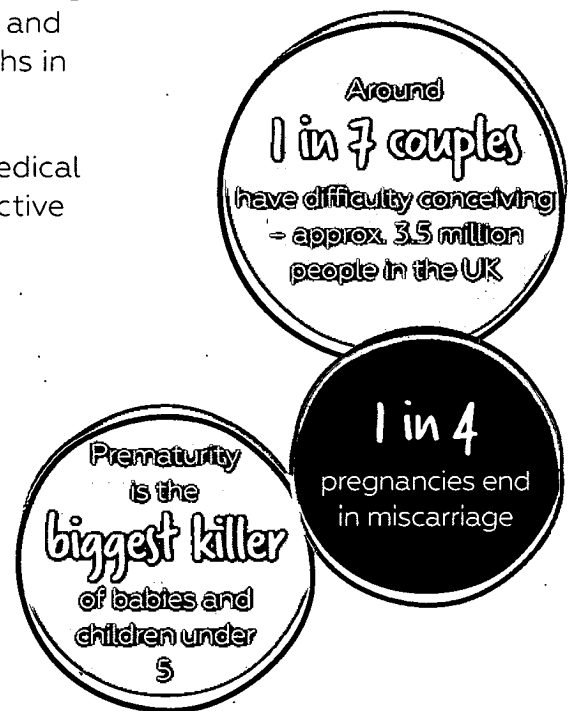 and
hs in
edical
ctive
Around
1 in 7 couples
have difficulty conceiving
– approx. 3.5 million
people in the UK
1 in 4
pregnancies end
in miscarriage
Prematurity
is the
biggest killer
of babies and
children under
5